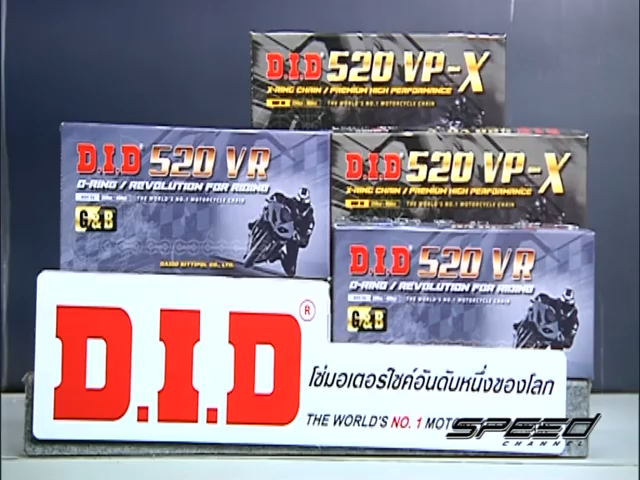 D.I.D 520 VP-X
X-RING CHAIN / PREMIUM HIGH PERFORMANCE
THE WORLD'S NO.1 MOTORCYCLE CHAIN
D.I.D 520 VR
O-RING / REVOLUTION FOR RIDING
THE WORLD'S NO.1 MOTORCYCLE CHAIN
G&B
DAIDO SITTIPOL CO., LTD.
D.I.D 520 VP-X
X-RING CHAIN / PREMIUM HIGH PERFORMANCE
THE WORLD'S NO.1 MOTORCYCLE CHAIN
D.I.D 520 VR
O-RING / REVOLUTION FOR RIDING
THE WORLD'S NO.1 MOTORCYCLE CHAIN
G&B
D.I.D ®
โซ่มอเตอร์ไซค์อันดับหนึ่งของโลก
THE WORLD'S NO. 1
SPEED
CHANNEL